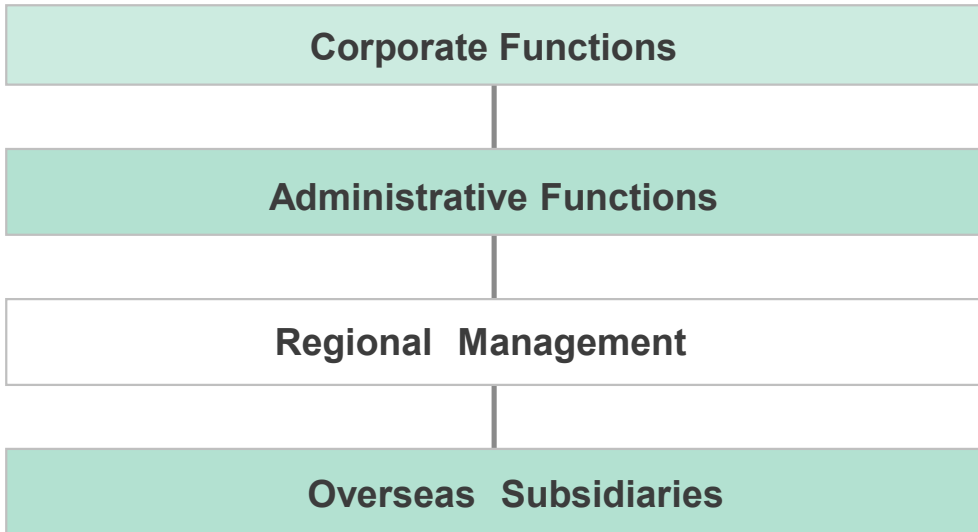 Corporate Functions
Administrative Functions
Regional Management
Overseas Subsidiaries